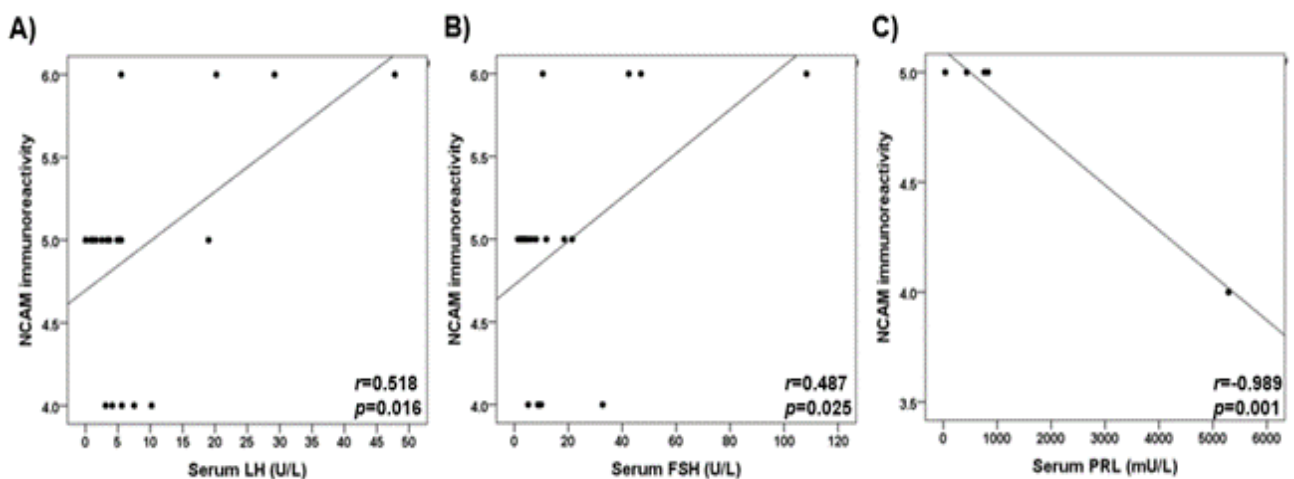 A)
NCAM immunoreactivity
6.0
5.5
5.0
4.5
4.0
r=0.518
p=0.016
0 5 10 15 20 25 30 35 40 45 50
Serum LH (U/L)
B)
NCAM immunoreactivity
6.0
5.5
5.0
4.5
4.0
r=0.487
p=0.025
0 20 40 60 80 100 120
Serum FSH (U/L)
C)
NCAM immunoreactivity
5.0
4.5
4.0
3.5
r=-0.989
p=0.001
0 1000 2000 3000 4000 5000 6000
Serum PRL (mU/L)